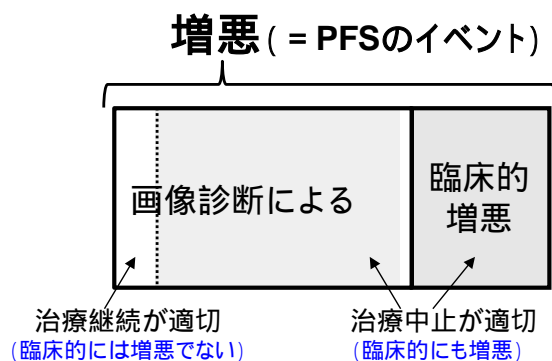 増悪( = PFSのイベント)
画像診断による
臨床的
増悪
治療継続が適切
(臨床的には増悪でない)
治療中止が適切
(臨床的にも増悪)